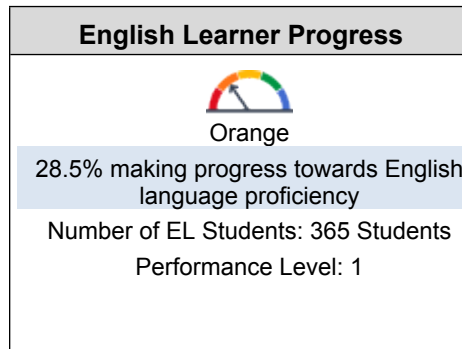 English Learner Progress
Orange
28.5% making progress towards English
language proficiency
Number of EL Students: 365 Students
Performance Level: 1